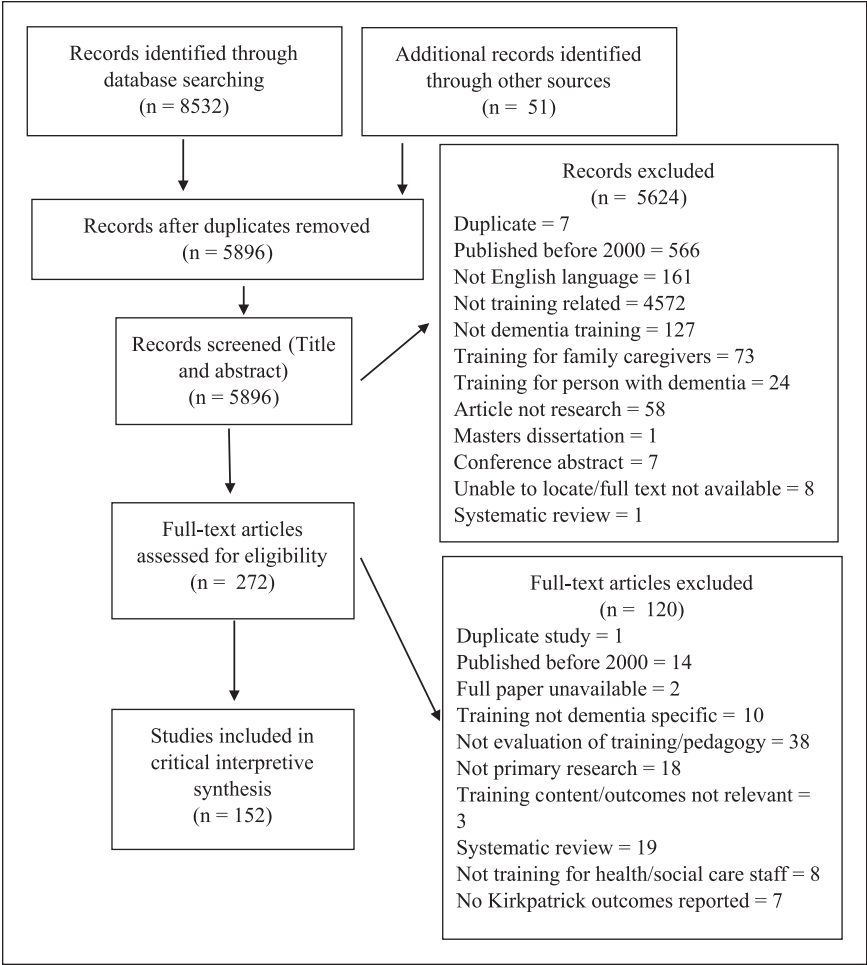 Records identified through
database searching
(n = 8532)
Additional records identified
through other sources
(n = 51)
Records after duplicates removed
(n = 5896)
Records screened (Title
and abstract)
(n = 5896)
Records excluded
(n = 5624)
Duplicate = 7
Published before 2000 = 566
Not English language = 161
Not training related = 4572
Not dementia training = 127
Training for family caregivers = 73
Training for person with dementia = 24
Article not research = 58
Masters dissertation = 1
Conference abstract = 7
Unable to locate/full text not available = 8
Systematic review = 1
Full-text articles
assessed for eligibility
(n = 272)
Full-text articles excluded
(n = 120)
Duplicate study = 1
Published before 2000 = 14
Full paper unavailable = 2
Training not dementia specific = 10
Not evaluation of training/pedagogy = 38
Not primary research = 18
Training content/outcomes not relevant =
3
Systematic review = 19
Not training for health/social care staff = 8
No Kirkpatrick outcomes reported = 7
Studies included in
critical interpretive
synthesis
(n = 152)